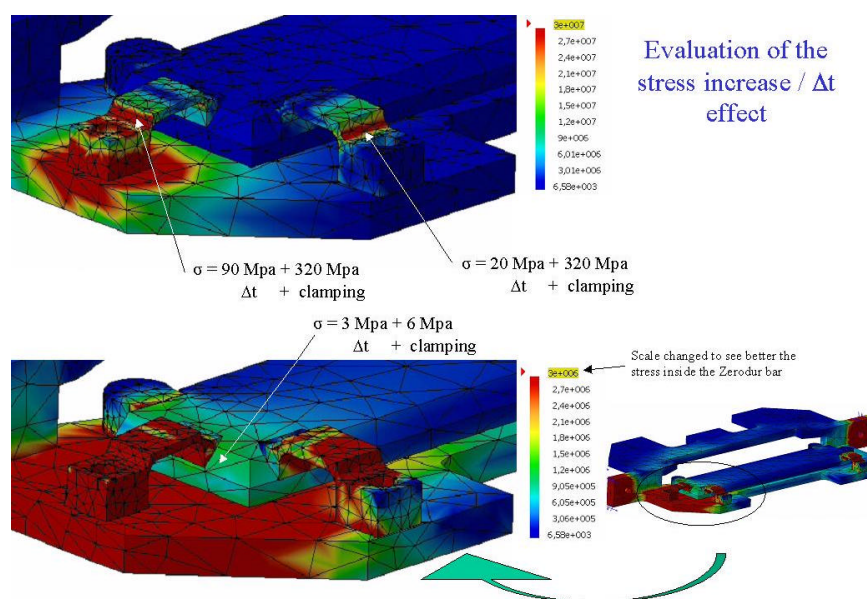 Evaluation of the
stress increase / Δt
effect
3e+007
2,7e+007
2,4e+007
2,1e+007
1,8e+007
1,5e+007
1,2e+007
9e+006
6,01e+006
3,01e+006
6,58e+003
σ = 90 Mpa + 320 Mpa
Δt + clamping
σ = 20 Mpa + 320 Mpa
Δt + clamping
σ = 3 Mpa + 6 Mpa
Δt + clamping
Scale changed to see better the
stress inside the Zerodur bar
3e+006
2,7e+006
2,4e+006
2,1e+006
1,8e+006
1,5e+006
1,2e+006
9,05e+005
6,05e+005
3,06e+005
6,58e+003